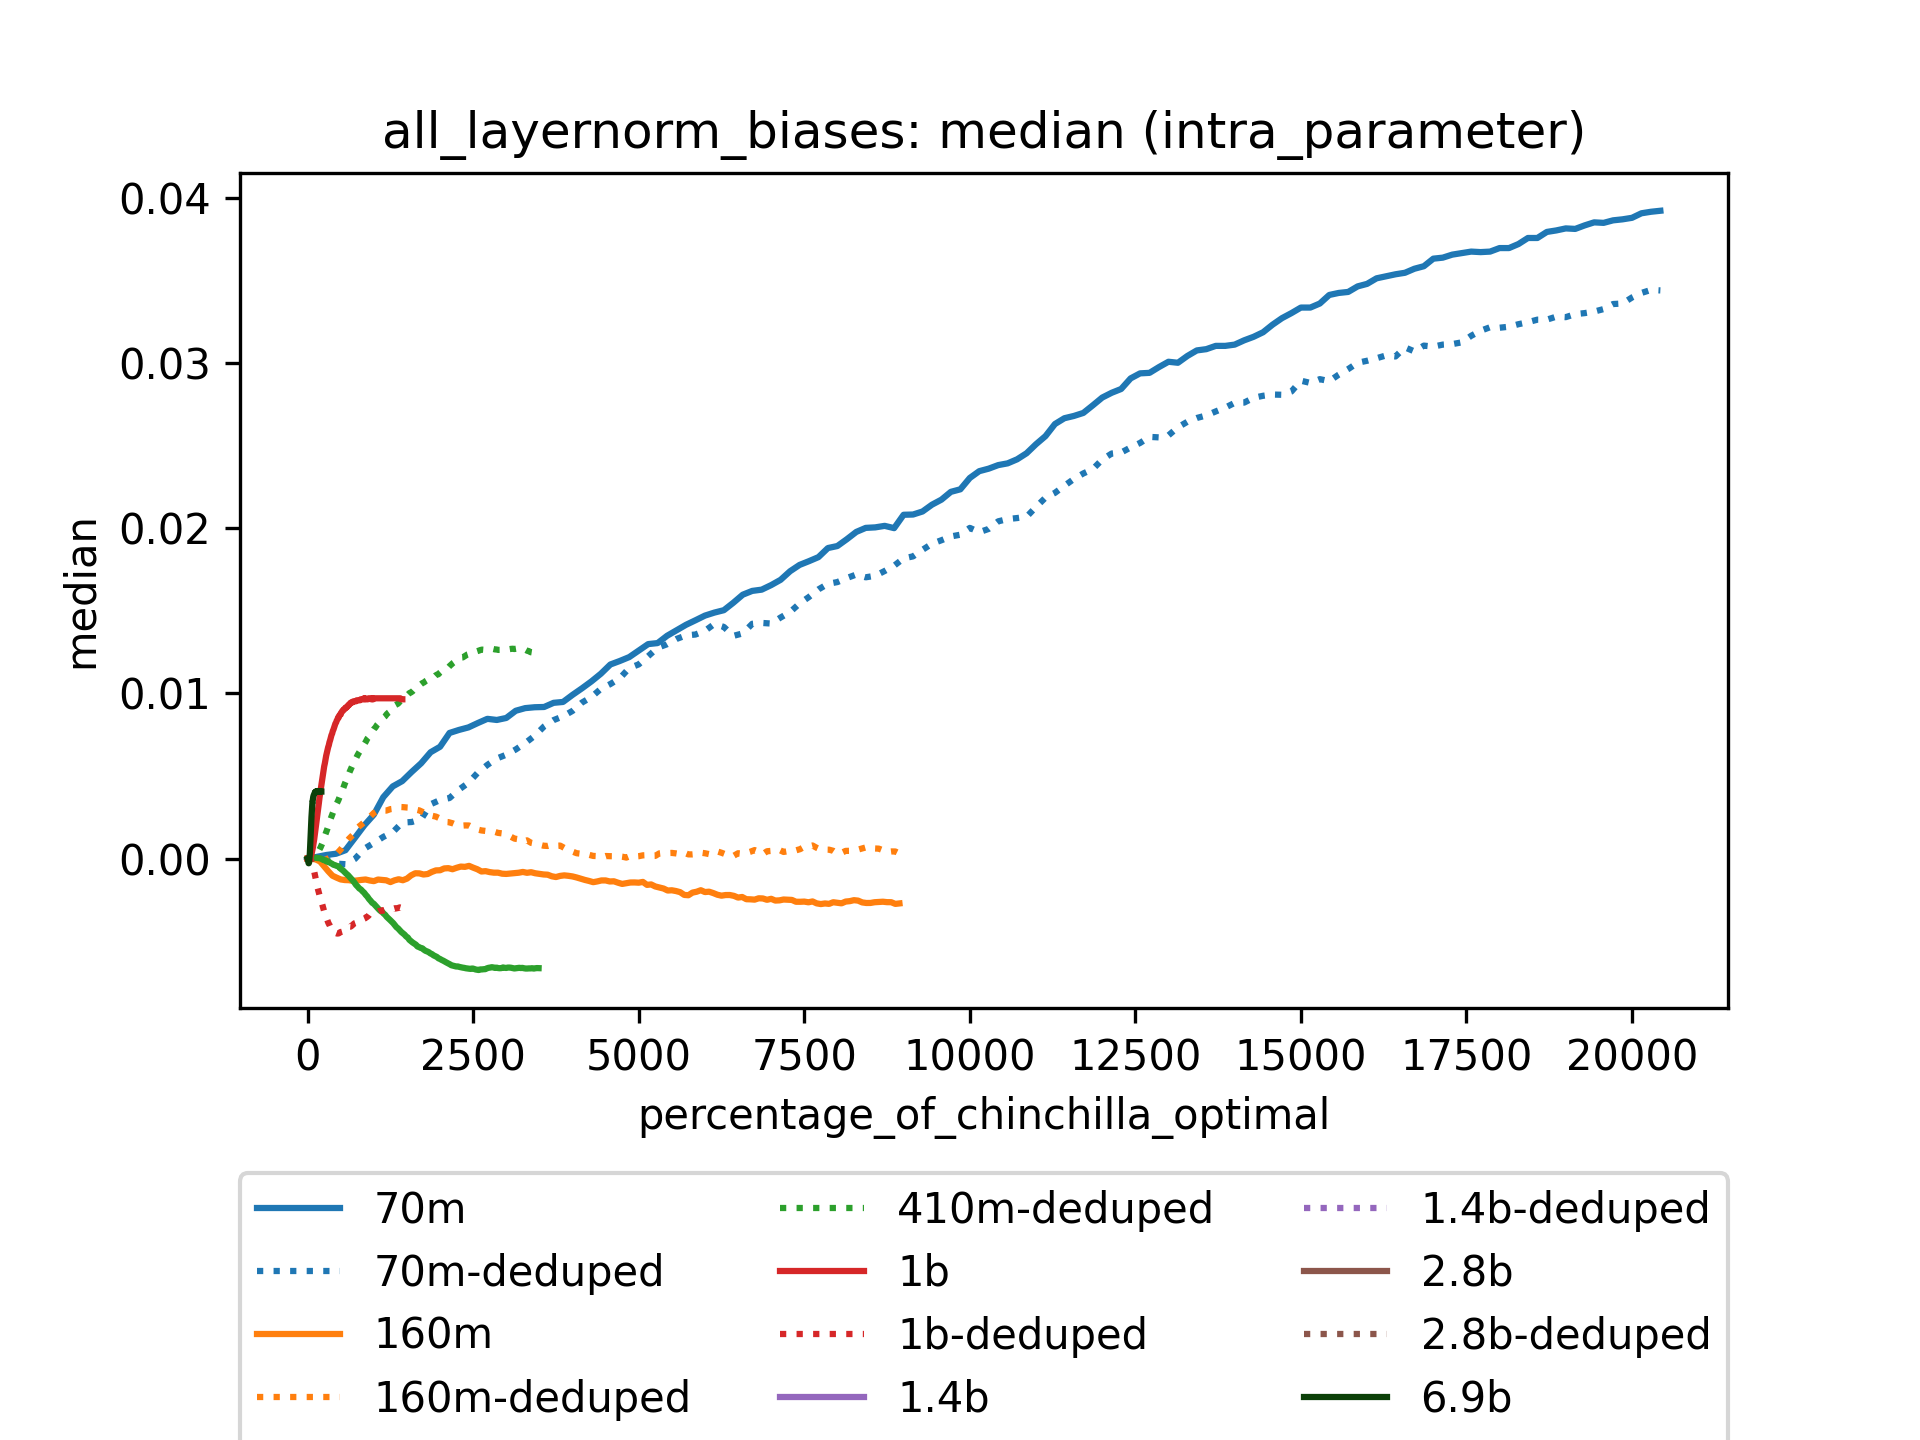 all_layernorm_biases: median (intra_parameter)
0.04
0.03
0.02
0.01
0.00
median
0 2500 5000 7500 10000 12500 15000 17500 20000
percentage_of_chinchilla_optimal
70m 410m-deduped 1.4b-deduped
70m-deduped 1b 2.8b
160m 1b-deduped 2.8b-deduped
160m-deduped 1.4b 6.9b